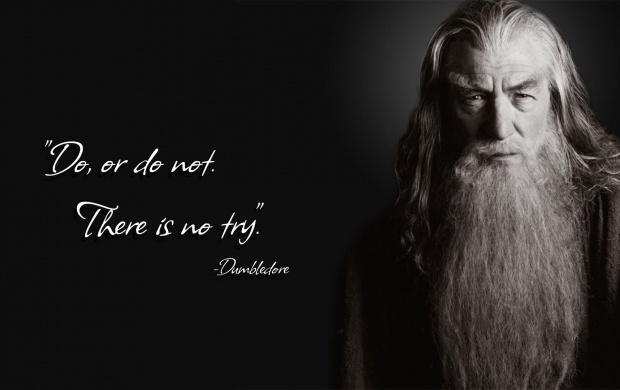 "Do, or do not.
There is no try."
-Dumbledore